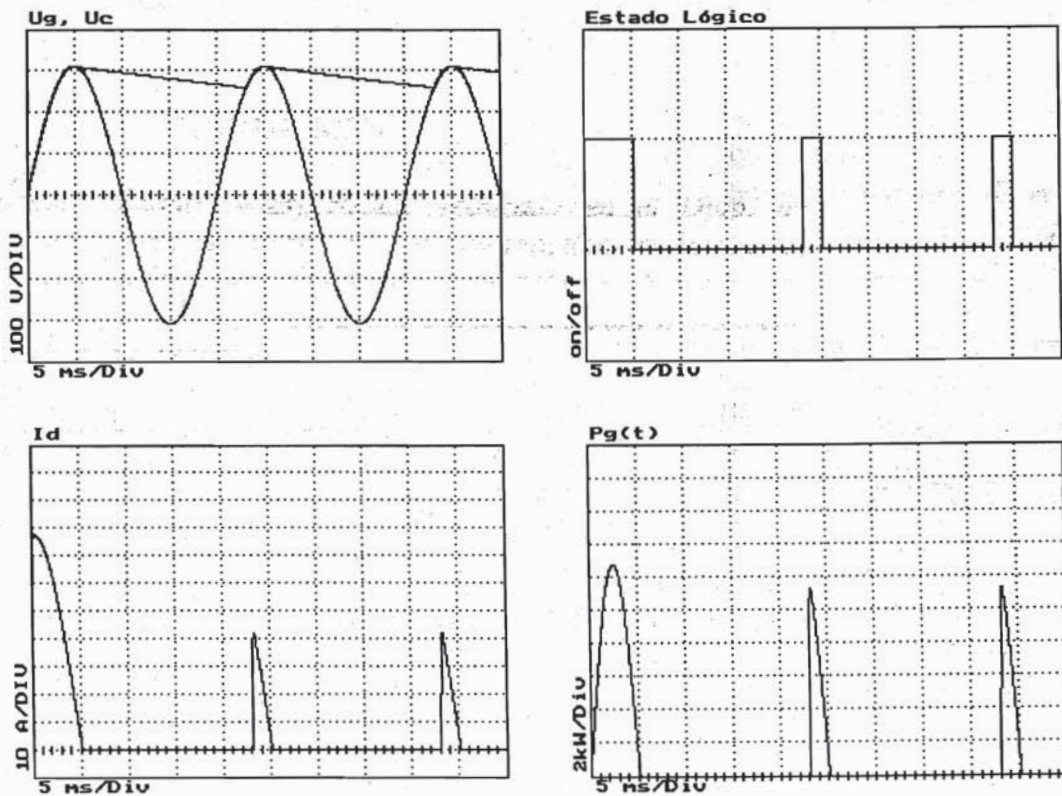 Ug, Uc
100 V/DIV
5 ms/Div
Estado Lógico
on/off
5 ms/Div
Id
10 A/DIV
5 ms/Div
Pg(t)
2kW/Div
5 ms/Div